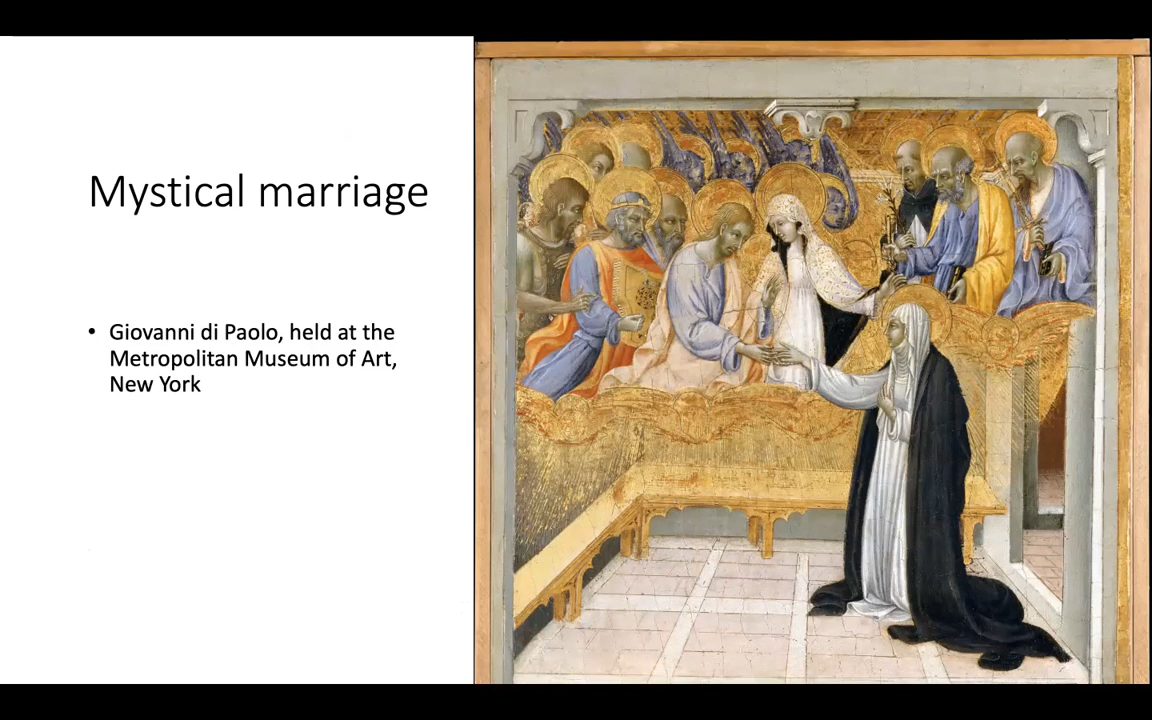 Mystical marriage
• Giovanni di Paolo, held at the
Metropolitan Museum of Art,
New York